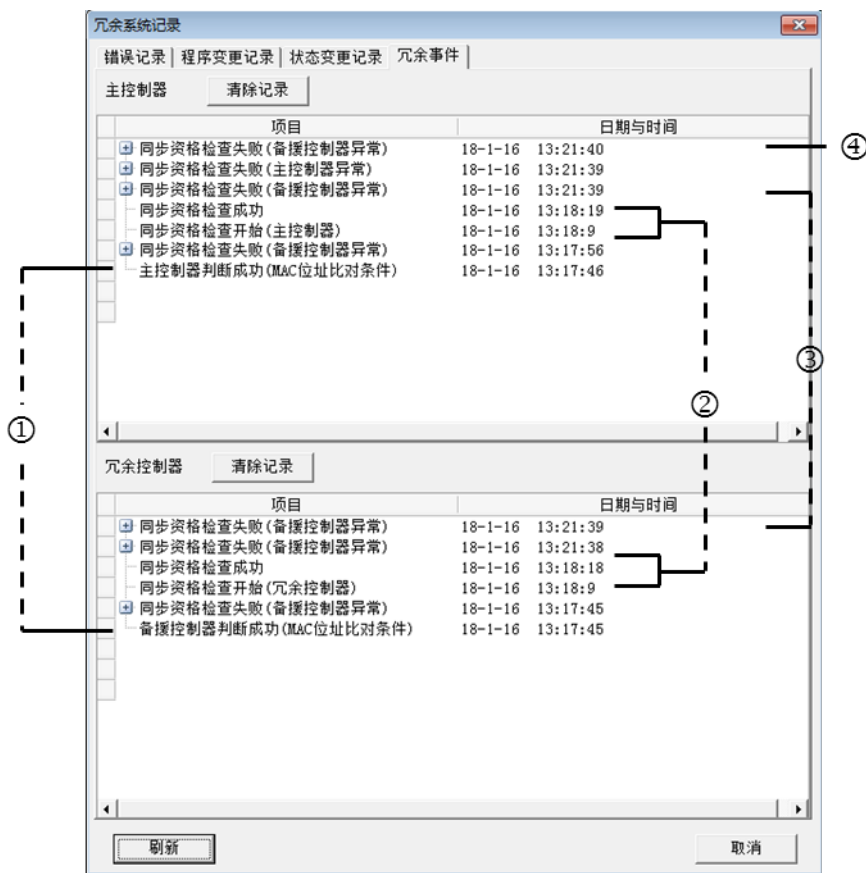 冗余系统记录
错误记录 程序变更记录 状态变更记录 冗余事件
主控制器 清除记录
项目 日期与时间
同步资格检查失败(备援控制器异常) 18-1-16 13:21:40 ④
同步资格检查失败(主控制器异常) 18-1-16 13:21:39
同步资格检查失败(备援控制器异常) 18-1-16 13:21:39
同步资格检查成功 18-1-16 13:18:19
同步资格检查开始(主控制器) 18-1-16 13:18:9
同步资格检查失败(备援控制器异常) 18-1-16 13:17:56
主控制器判断成功(MAC位址比对条件) 18-1-16 13:17:46
③
②
①
冗余控制器 清除记录
项目 日期与时间
同步资格检查失败(备援控制器异常) 18-1-16 13:21:39
同步资格检查失败(备援控制器异常) 18-1-16 13:21:38
同步资格检查成功 18-1-16 13:18:18
同步资格检查开始(冗余控制器) 18-1-16 13:18:9
同步资格检查失败(备援控制器异常) 18-1-16 13:17:45
备援控制器判断成功(MAC位址比对条件) 18-1-16 13:17:45
刷新 取消